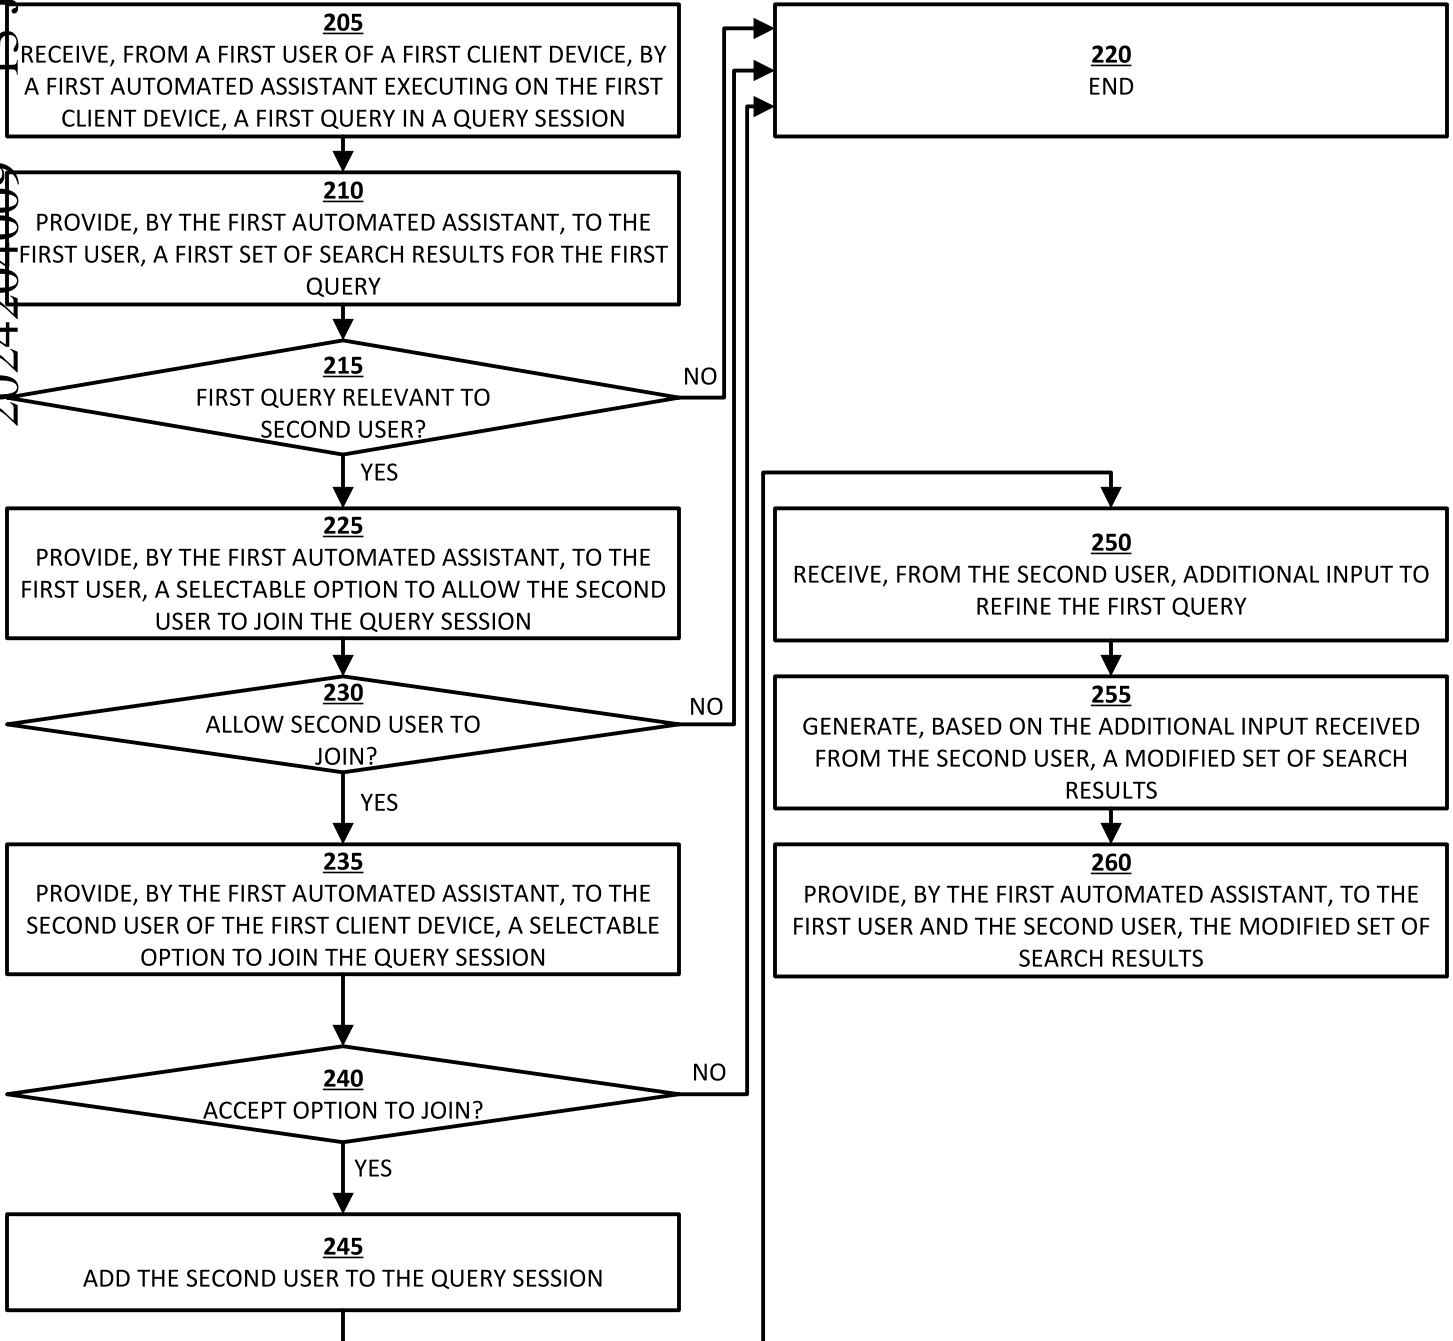 205
RECEIVE, FROM A FIRST USER OF A FIRST CLIENT DEVICE, BY
A FIRST AUTOMATED ASSISTANT EXECUTING ON THE FIRST
CLIENT DEVICE, A FIRST QUERY IN A QUERY SESSION
210
PROVIDE, BY THE FIRST AUTOMATED ASSISTANT, TO THE
FIRST USER, A FIRST SET OF SEARCH RESULTS FOR THE FIRST
QUERY
215
FIRST QUERY RELEVANT TO
SECOND USER?
NO
YES
225
PROVIDE, BY THE FIRST AUTOMATED ASSISTANT, TO THE
FIRST USER, A SELECTABLE OPTION TO ALLOW THE SECOND
USER TO JOIN THE QUERY SESSION
230
ALLOW SECOND USER TO
JOIN?
NO
YES
235
PROVIDE, BY THE FIRST AUTOMATED ASSISTANT, TO THE
SECOND USER OF THE FIRST CLIENT DEVICE, A SELECTABLE
OPTION TO JOIN THE QUERY SESSION
240
ACCEPT OPTION TO JOIN?
NO
YES
245
ADD THE SECOND USER TO THE QUERY SESSION
220
END
250
RECEIVE, FROM THE SECOND USER, ADDITIONAL INPUT TO
REFINE THE FIRST QUERY
255
GENERATE, BASED ON THE ADDITIONAL INPUT RECEIVED
FROM THE SECOND USER, A MODIFIED SET OF SEARCH
RESULTS
260
PROVIDE, BY THE FIRST AUTOMATED ASSISTANT, TO THE
FIRST USER AND THE SECOND USER, THE MODIFIED SET OF
SEARCH RESULTS